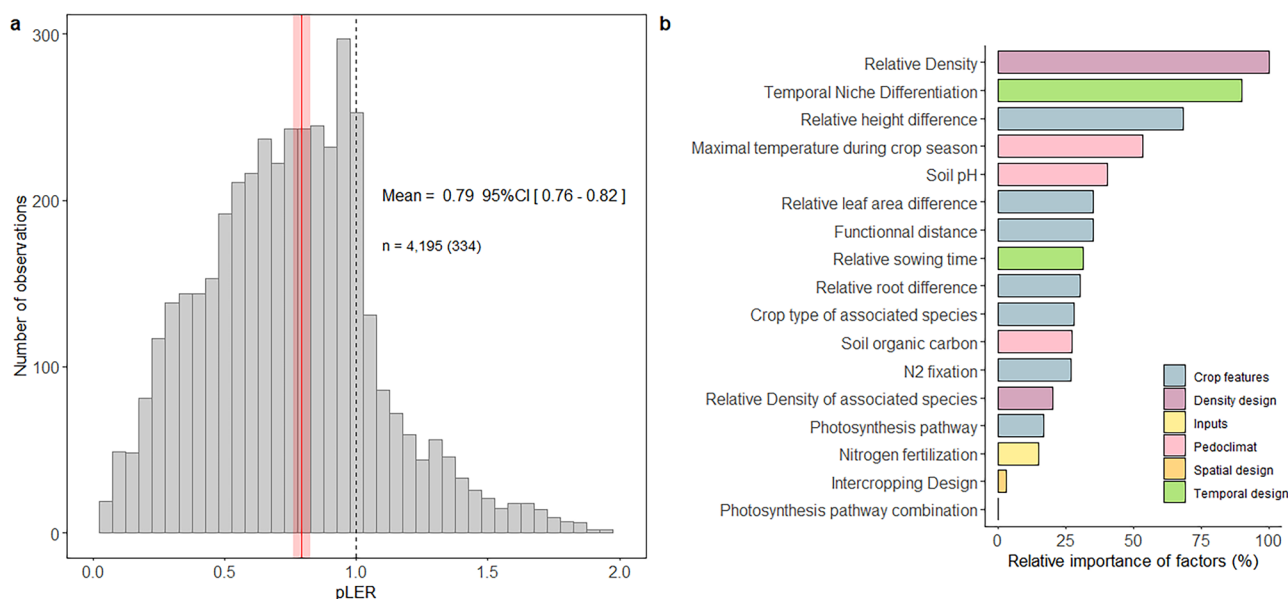 a
300
200
100
0
Number of observations
Mean = 0.79 95%CI [ 0.76 - 0.82 ]
n = 4,195 (334)
0.0 0.5 1.0 1.5 2.0
pLER
b
Relative Density
Temporal Niche Differentiation
Relative height difference
Maximal temperature during crop season
Soil pH
Relative leaf area difference
Functionnal distance
Relative sowing time
Relative root difference
Crop type of associated species
Soil organic carbon
N2 fixation
Relative Density of associated species
Photosynthesis pathway
Nitrogen fertilization
Intercropping Design
Photosynthesis pathway combination
0 25 50 75 100
Relative importance of factors (%)
Crop features
Density design
Inputs
Pedoclimat
Spatial design
Temporal design